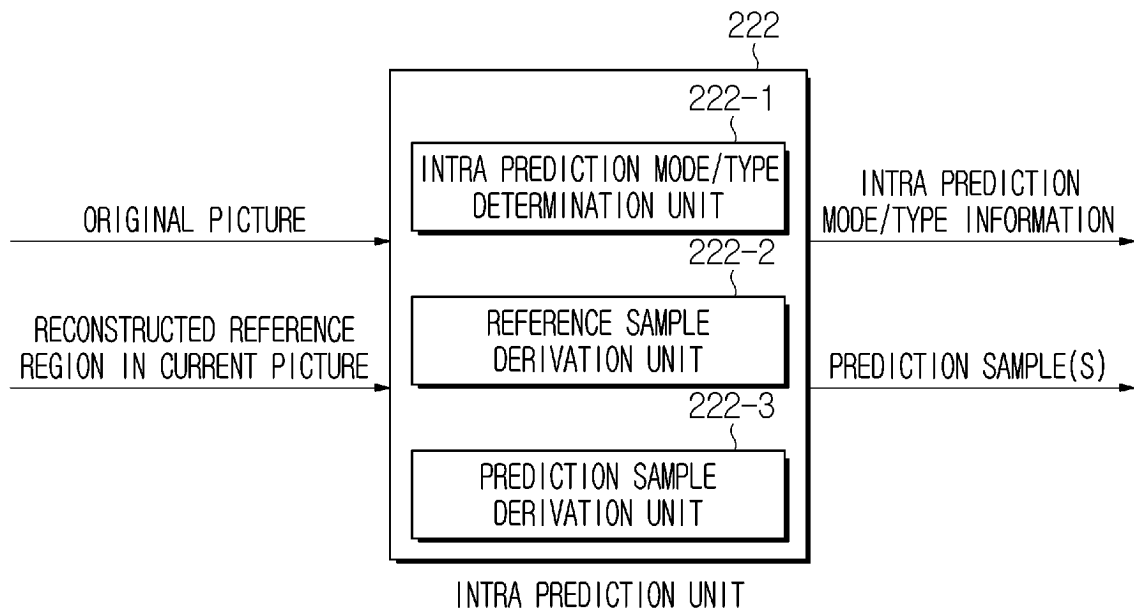 222
222-1
INTRA PREDICTION MODE/TYPE
DETERMINATION UNIT
ORIGINAL PICTURE
INTRA PREDICTION
MODE/TYPE INFORMATION
222-2
REFERENCE SAMPLE
DERIVATION UNIT
RECONSTRUCTED REFERENCE
REGION IN CURRENT PICTURE
PREDICTION SAMPLE(S)
222-3
PREDICTION SAMPLE
DERIVATION UNIT
INTRA PREDICTION UNIT